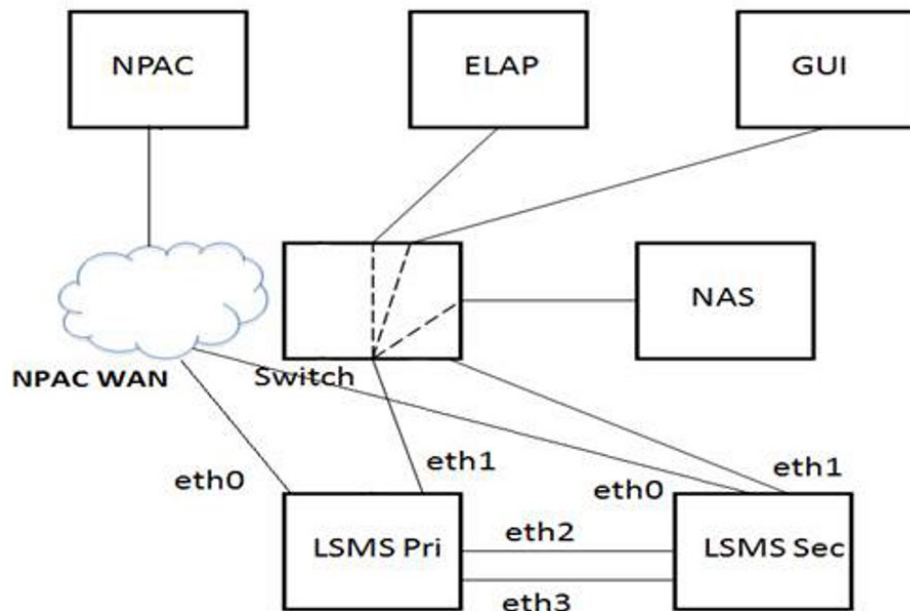 NPAC
ELAP
GUI
NAS
NPAC WAN
Switch
eth0
eth1
eth0
eth1
LSMS Pri
eth2
eth3
LSMS Sec